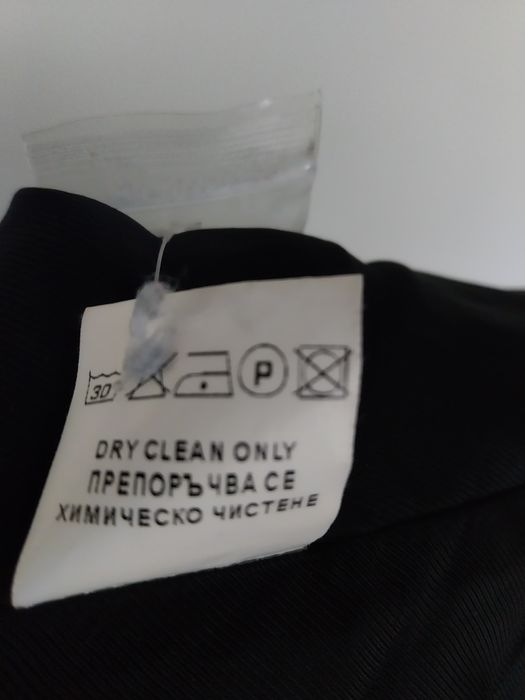 30 P
DRY CLEAN ONLY
ПРЕПОРЪЧВА СЕ
ХИМИЧЕСКО ЧИСТЕНЕ